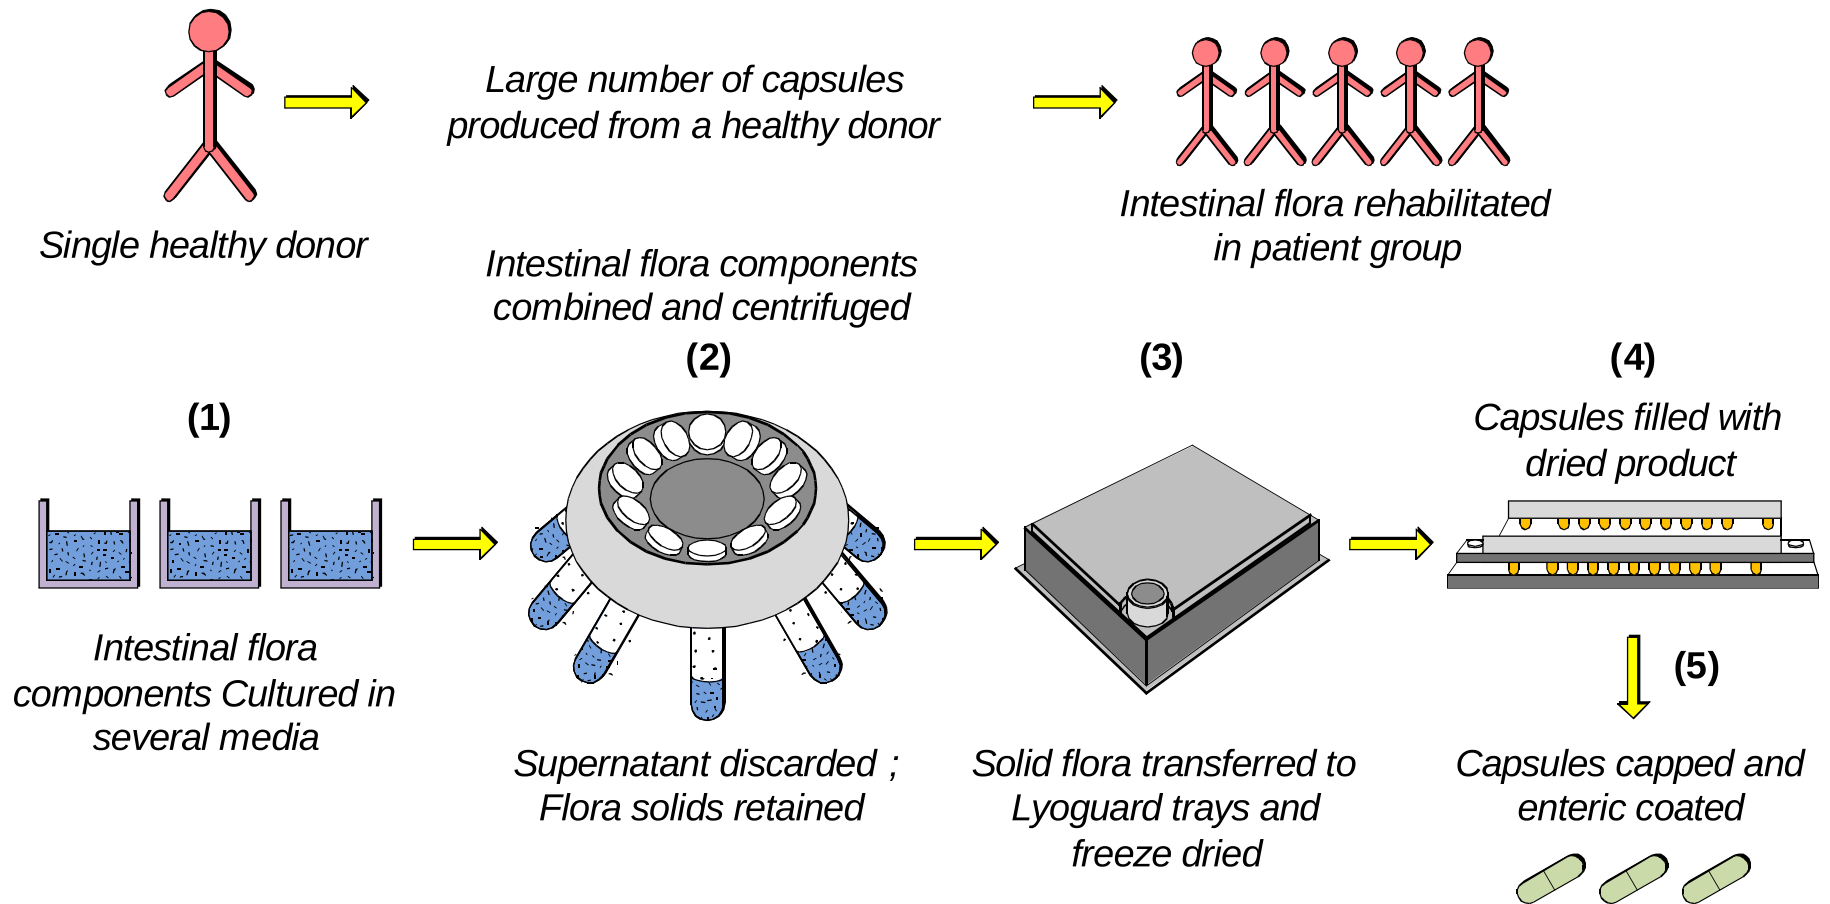 Single healthy donor
Large number of capsules
produced from a healthy donor
Intestinal flora rehabilitated
in patient group
(1)
Intestinal flora
components Cultured in
several media
Intestinal flora components
combined and centrifuged
(2)
Supernatant discarded ;
Flora solids retained
(3)
Solid flora transferred to
Lyoguard trays and
freeze dried
(4)
Capsules filled with
dried product
(5)
Capsules capped and
enteric coated